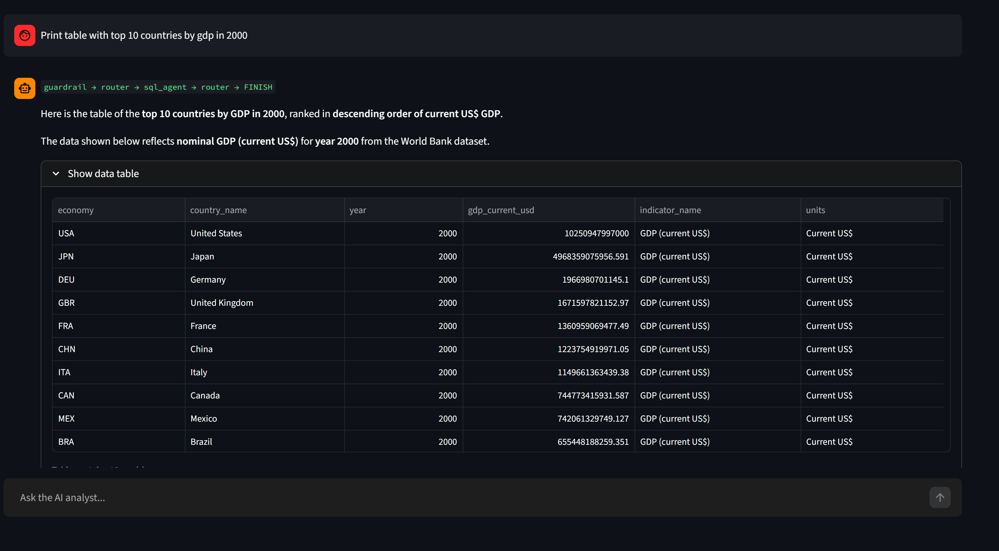 Print table with top 10 countries by gdp in 2000
guardrail → router → sql_agent → router → FINISH
Here is the table of the top 10 countries by GDP in 2000, ranked in descending order of current US$ GDP.
The data shown below reflects nominal GDP (current US$) for year 2000 from the World Bank dataset.
Show data table
economy country_name year gdp_current_usd indicator_name units
USA United States 2000 10250947997000 GDP (current US$) Current US$
JPN Japan 2000 4968359075956.591 GDP (current US$) Current US$
DEU Germany 2000 1966980701145.1 GDP (current US$) Current US$
GBR United Kingdom 2000 1671597821152.97 GDP (current US$) Current US$
FRA France 2000 1360959069477.49 GDP (current US$) Current US$
CHN China 2000 1223754919971.05 GDP (current US$) Current US$
ITA Italy 2000 1149661363439.38 GDP (current US$) Current US$
CAN Canada 2000 744773415931.587 GDP (current US$) Current US$
MEX Mexico 2000 742061329749.127 GDP (current US$) Current US$
BRA Brazil 2000 655448188259.351 GDP (current US$) Current US$
Ask the AI analyst...